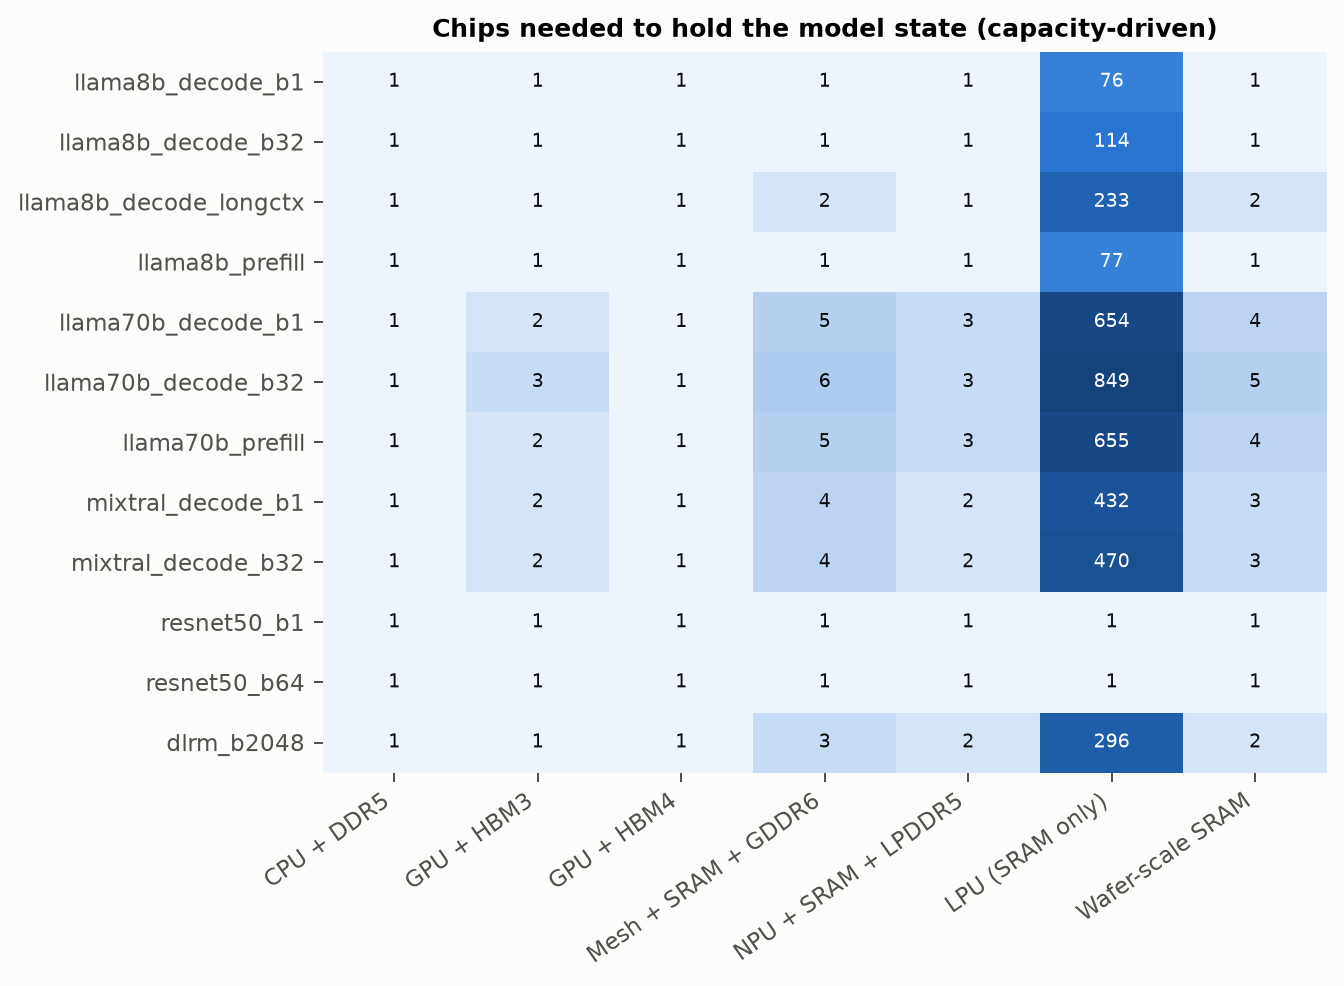 Chips needed to hold the model state (capacity-driven)
llama8b_decode_b1 1 1 1 1 1 76 1
llama8b_decode_b32 1 1 1 1 1 114 1
llama8b_decode_longctx 1 1 1 2 1 233 2
llama8b_prefill 1 1 1 1 1 77 1
llama70b_decode_b1 1 2 1 5 3 654 4
llama70b_decode_b32 1 3 1 6 3 849 5
llama70b_prefill 1 2 1 5 3 655 4
mixtral_decode_b1 1 2 1 4 2 432 3
mixtral_decode_b32 1 2 1 4 2 470 3
resnet50_b1 1 1 1 1 1 1 1
resnet50_b64 1 1 1 1 1 1 1
dlrm_b2048 1 1 1 3 2 296 2
CPU + DDR5
GPU + HBM3
GPU + HBM4
Mesh + SRAM + GDDR6
NPU + SRAM + LPDDR5
LPU (SRAM only)
Wafer-scale SRAM